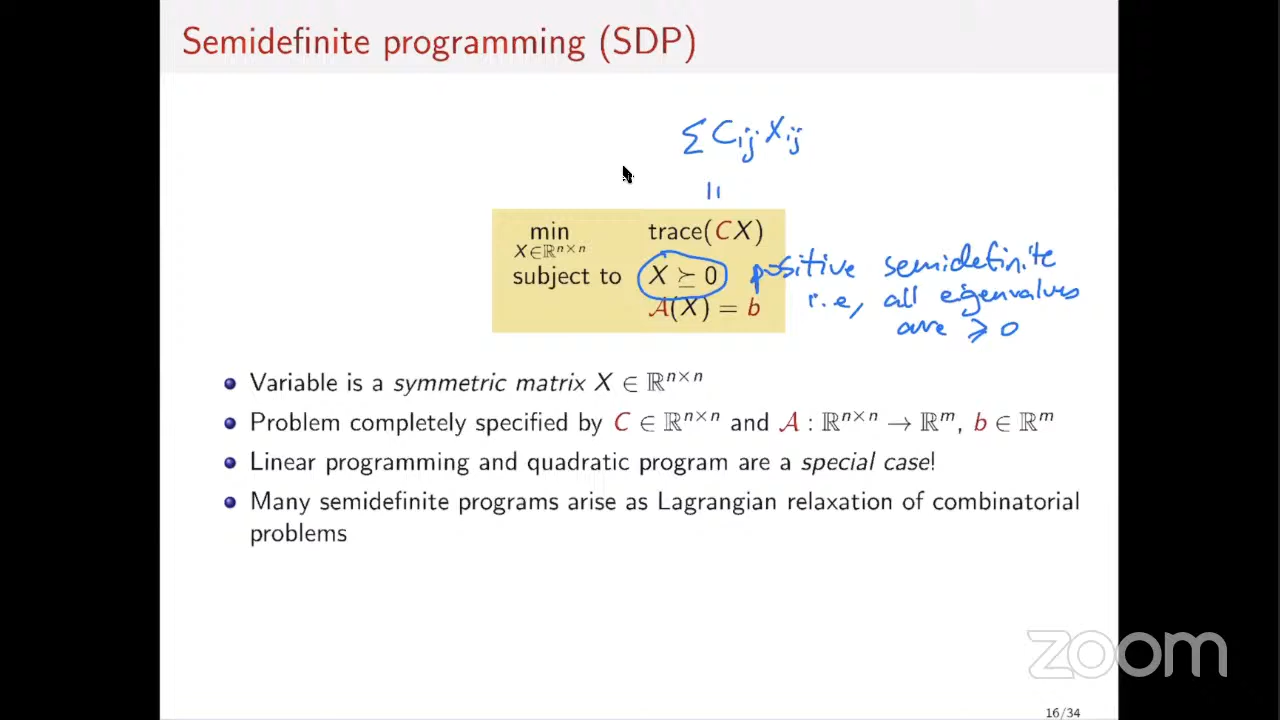 Semidefinite programming (SDP)
∑ Cij Xij
=
min trace(CX)
X∈ℝⁿˣⁿ
subject to X ⪰ 0 positive semidefinite
i.e, all eigenvalues
𝒜(X) = b
are ⩾ 0
Variable is a symmetric matrix X ∈ ℝⁿˣⁿ
Problem completely specified by C ∈ ℝⁿˣⁿ and 𝒜 : ℝⁿˣⁿ → ℝᵐ, b ∈ ℝᵐ
Linear programming and quadratic program are a special case!
Many semidefinite programs arise as Lagrangian relaxation of combinatorial
problems
zoom
16/34